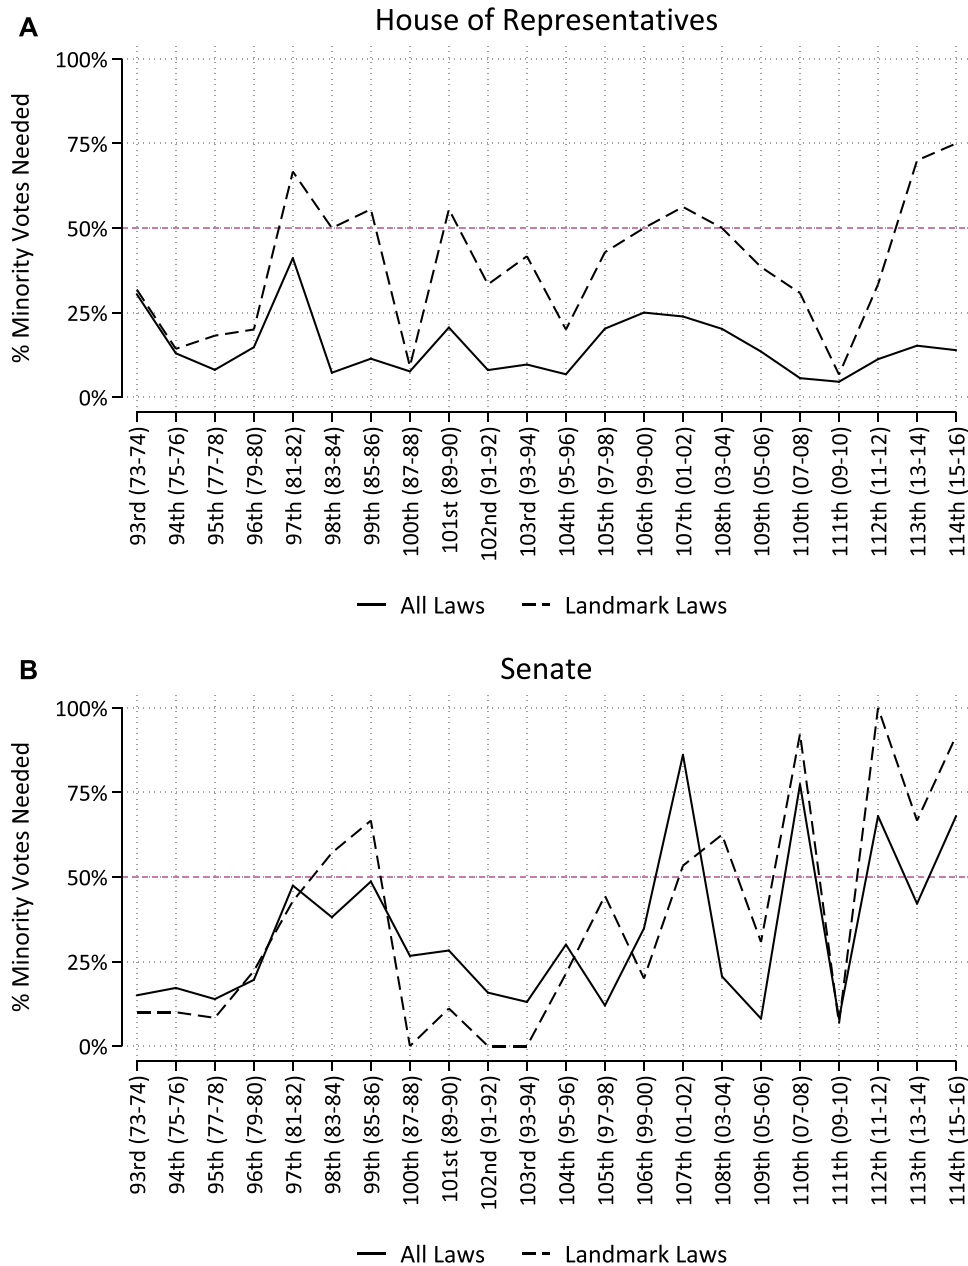 A
House of Representatives
% Minority Votes Needed
100%
75%
50%
25%
0%
93rd (73-74)
94th (75-76)
95th (77-78)
96th (79-80)
97th (81-82)
98th (83-84)
99th (85-86)
100th (87-88)
101st (89-90)
102nd (91-92)
103rd (93-94)
104th (95-96)
105th (97-98)
106th (99-00)
107th (01-02)
108th (03-04)
109th (05-06)
110th (07-08)
111th (09-10)
112th (11-12)
113th (13-14)
114th (15-16)
All Laws
Landmark Laws
B
Senate
% Minority Votes Needed
100%
75%
50%
25%
0%
93rd (73-74)
94th (75-76)
95th (77-78)
96th (79-80)
97th (81-82)
98th (83-84)
99th (85-86)
100th (87-88)
101st (89-90)
102nd (91-92)
103rd (93-94)
104th (95-96)
105th (97-98)
106th (99-00)
107th (01-02)
108th (03-04)
109th (05-06)
110th (07-08)
111th (09-10)
112th (11-12)
113th (13-14)
114th (15-16)
All Laws
Landmark Laws